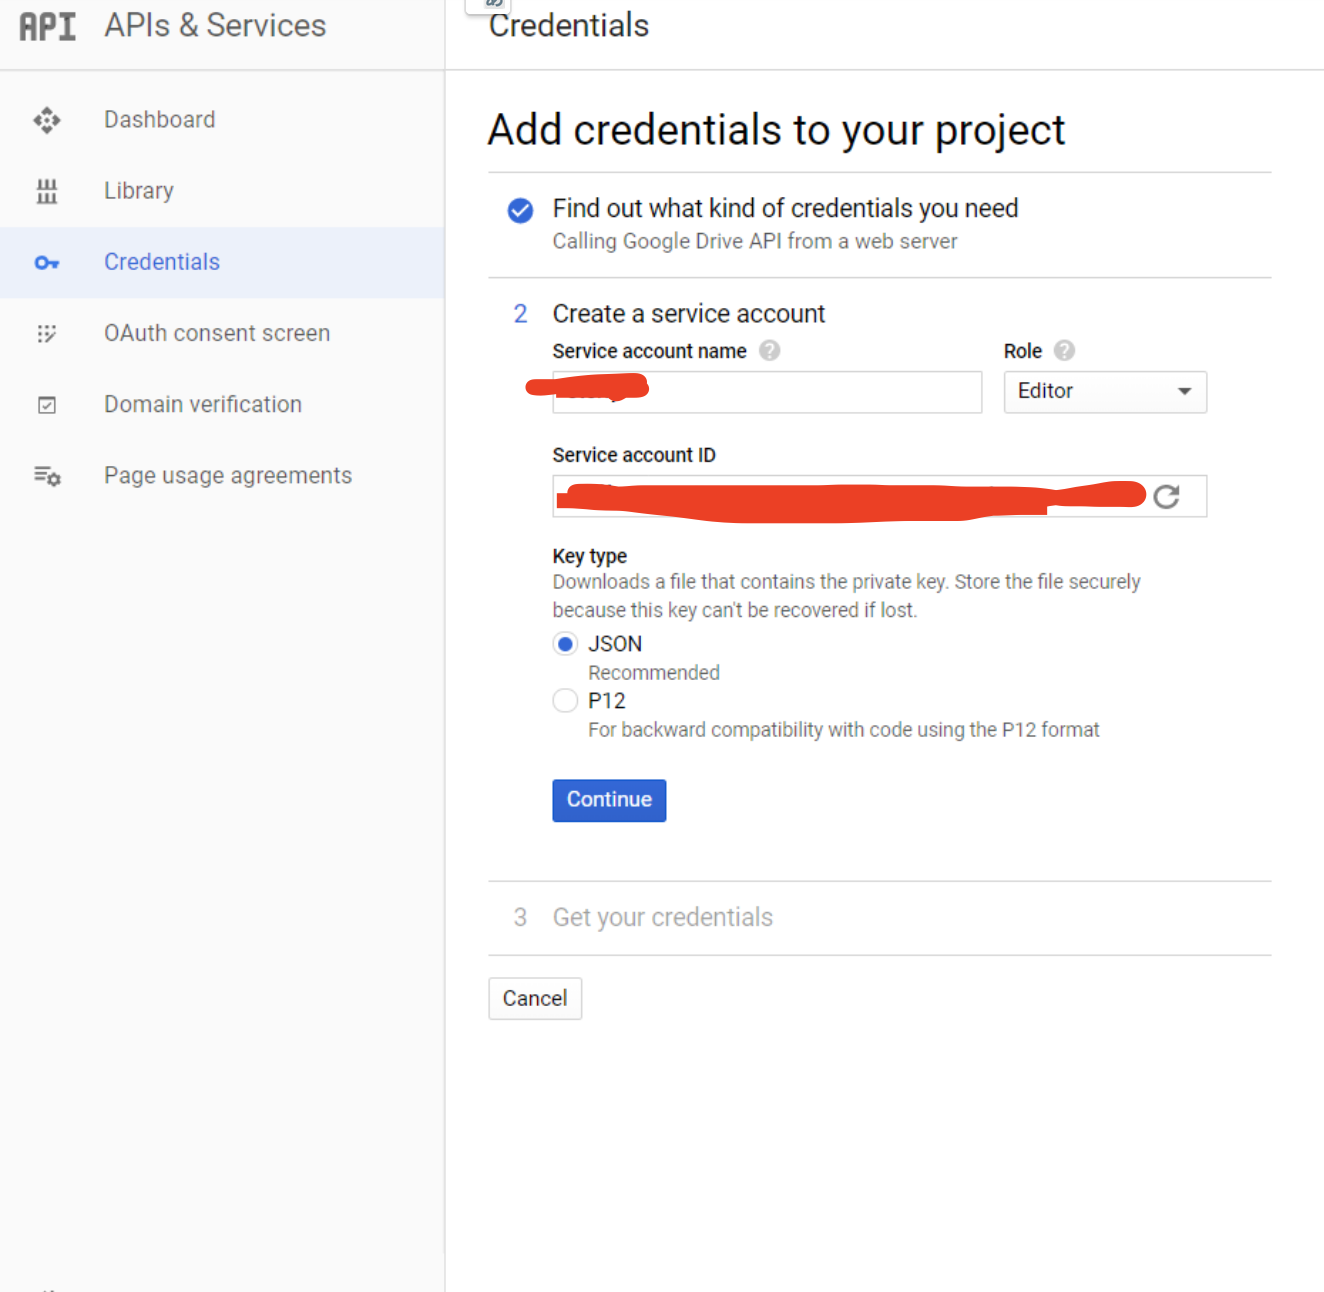 API APIs & Services
Credentials
Dashboard
Library
Credentials
OAuth consent screen
Domain verification
Page usage agreements
Add credentials to your project
Find out what kind of credentials you need
Calling Google Drive API from a web server
2 Create a service account
Service account name ?
Role ?
Editor
Service account ID
Key type
Downloads a file that contains the private key. Store the file securely
because this key can't be recovered if lost.
JSON
Recommended
P12
For backward compatibility with code using the P12 format
Continue
3 Get your credentials
Cancel